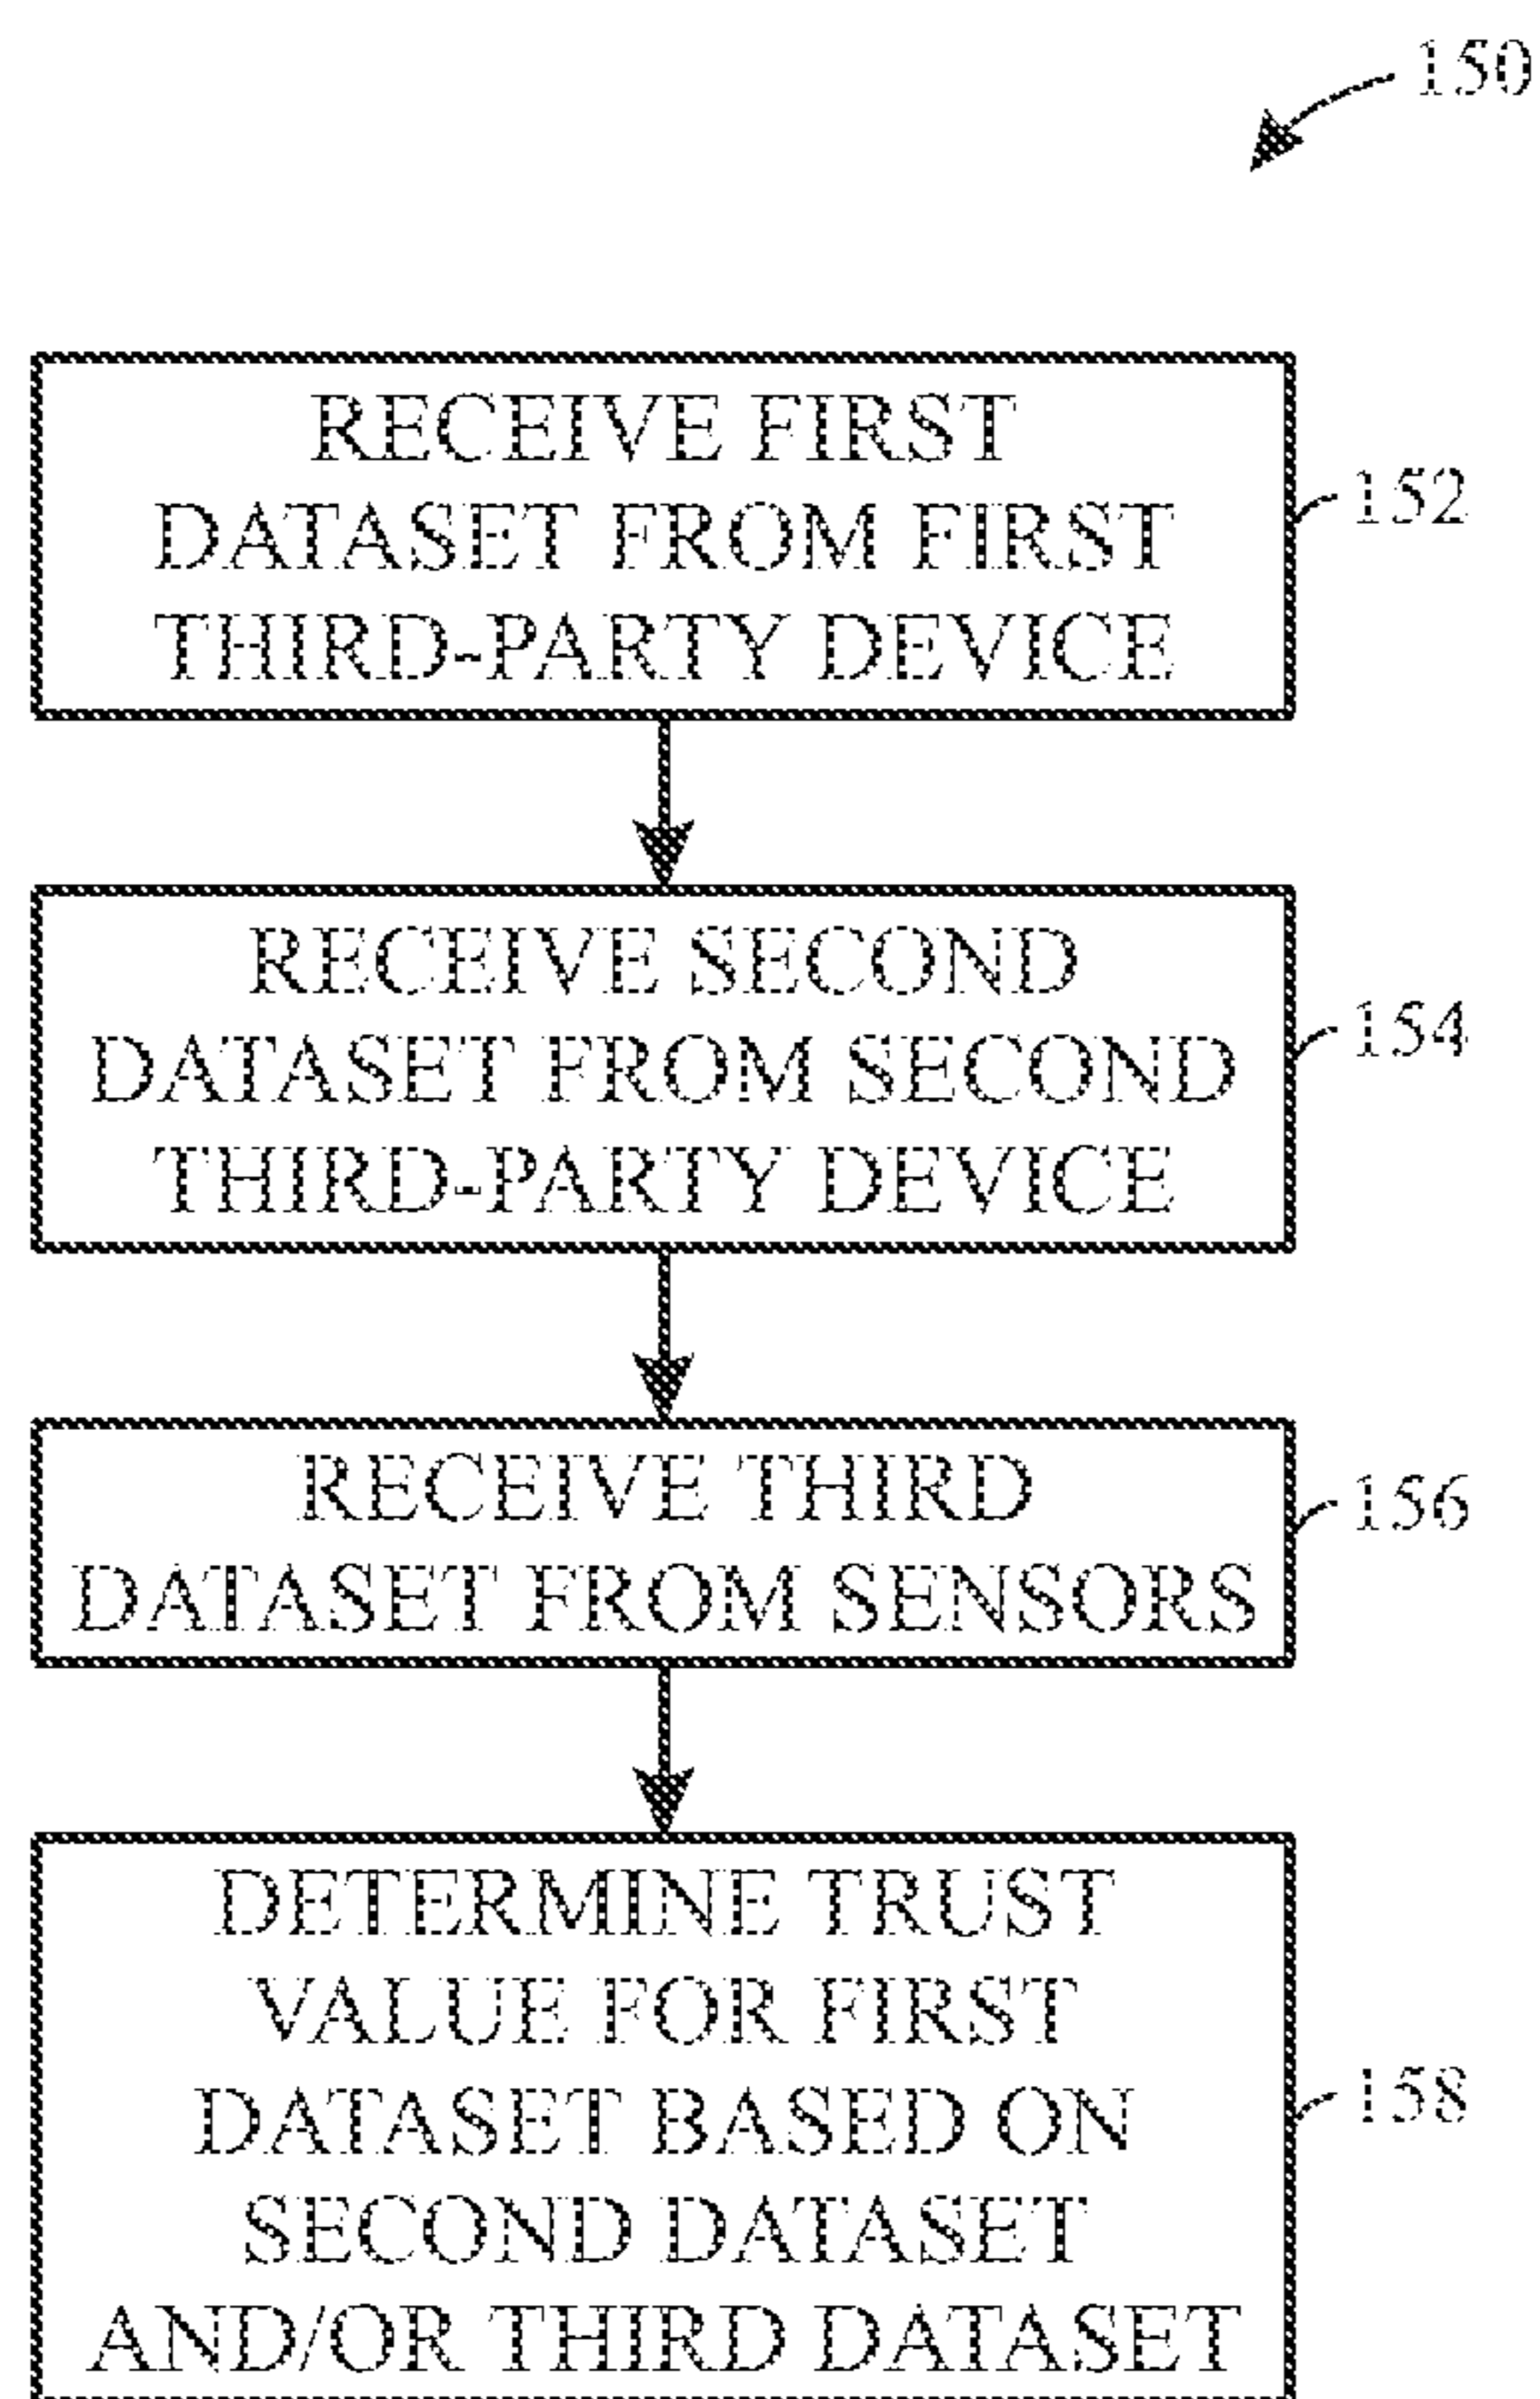 150
RECEIVE FIRST
DATASET FROM FIRST
THIRD-PARTY DEVICE
152
RECEIVE SECOND
DATASET FROM SECOND
THIRD-PARTY DEVICE
154
RECEIVE THIRD
DATASET FROM SENSORS
156
DETERMINE TRUST
VALUE FOR FIRST
DATASET BASED ON
SECOND DATASET
AND/OR THIRD DATASET
158